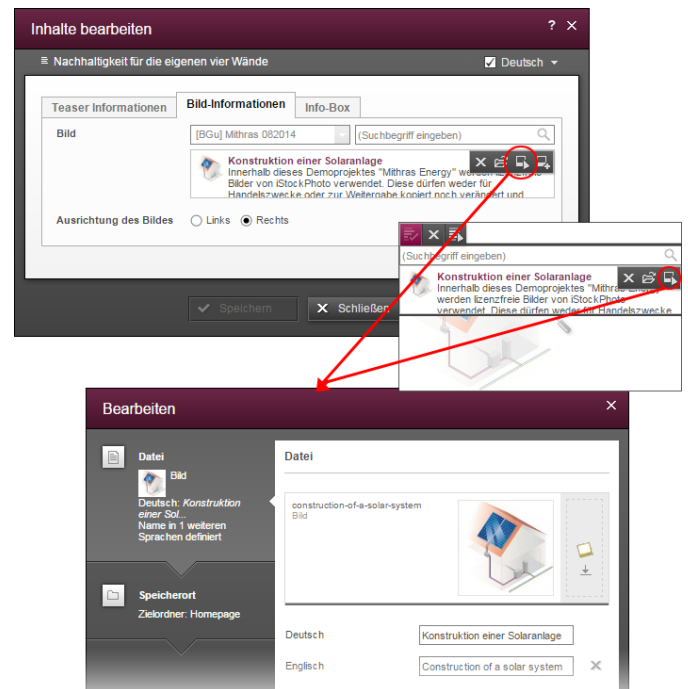 Inhalte bearbeiten
? ×
Nachhaltigkeit für die eigenen vier Wände
Deutsch
Teaser Informationen
Bild-Informationen
Info-Box
Bild
[BGu] Mithras 082014
(Suchbegriff eingeben)
Konstruktion einer Solaranlage
Innerhalb dieses Demoprojektes "Mithras Energy" werden lizenzfreie
Bilder von iStockPhoto verwendet. Diese dürfen weder für
Handelszwecke oder zur Weitergabe kopiert noch verändert und
Ausrichtung des Bildes
Links
Rechts
Speichern
Schließen
(Suchbegriff eingeben)
Konstruktion einer Solaranlage
Innerhalb dieses Demoprojektes "Mithras Energy"
werden lizenzfreie Bilder von iStockPhoto
verwendet. Diese dürfen weder für Handelszwecke
Bearbeiten
×
Datei
Bild
Deutsch: Konstruktion
einer Sol...
Name in 1 weiteren
Sprachen definiert
Speicherort
Zielordner: Homepage
Datei
construction-of-a-solar-system
Bild
Deutsch
Konstruktion einer Solaranlage
Englisch
Construction of a solar system